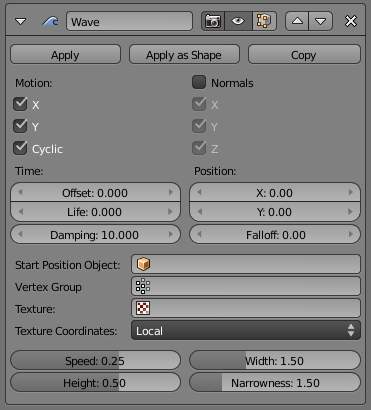 Wave
Apply Apply as Shape Copy
Motion: Normals
X X
Y Y
Cyclic Z
Time: Position:
Offset: 0.000 X: 0.00
Life: 0.000 Y: 0.00
Damping: 10.000 Falloff: 0.00
Start Position Object:
Vertex Group
Texture:
Texture Coordinates: Local
Speed: 0.25 Width: 1.50
Height: 0.50 Narrowness: 1.50